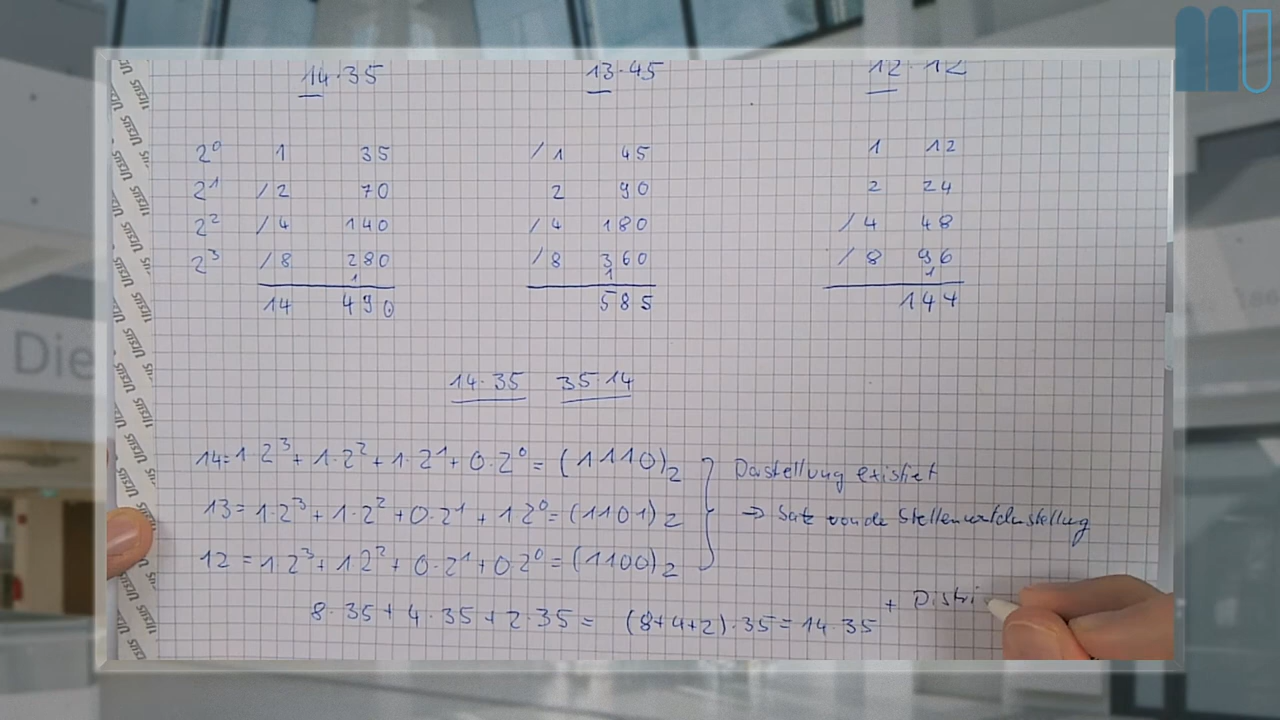 14·35 13·45 12·12
2⁰ 1 35 / 1 45 1 12
2¹ / 2 70 2 90 2 24
2² / 4 140 / 4 180 / 4 48
2³ / 8 280 / 8 360 / 8 96
1 1 1
14 490 585 144
14·35 35·14
14=1·2³+1·2²+1·2¹+0·2⁰=(1110)₂ Darstellung existiert
13=1·2³+1·2²+0·2¹+1 2⁰=(1101)₂ ⇒ Satz von de Stellenwertdarstellung
12=1·2³+1 2²+0·2¹+0 2⁰=(1100)₂
8·35+4·35+2·35= (8+4+2)·35=14·35 + Distri
Die
Ursus